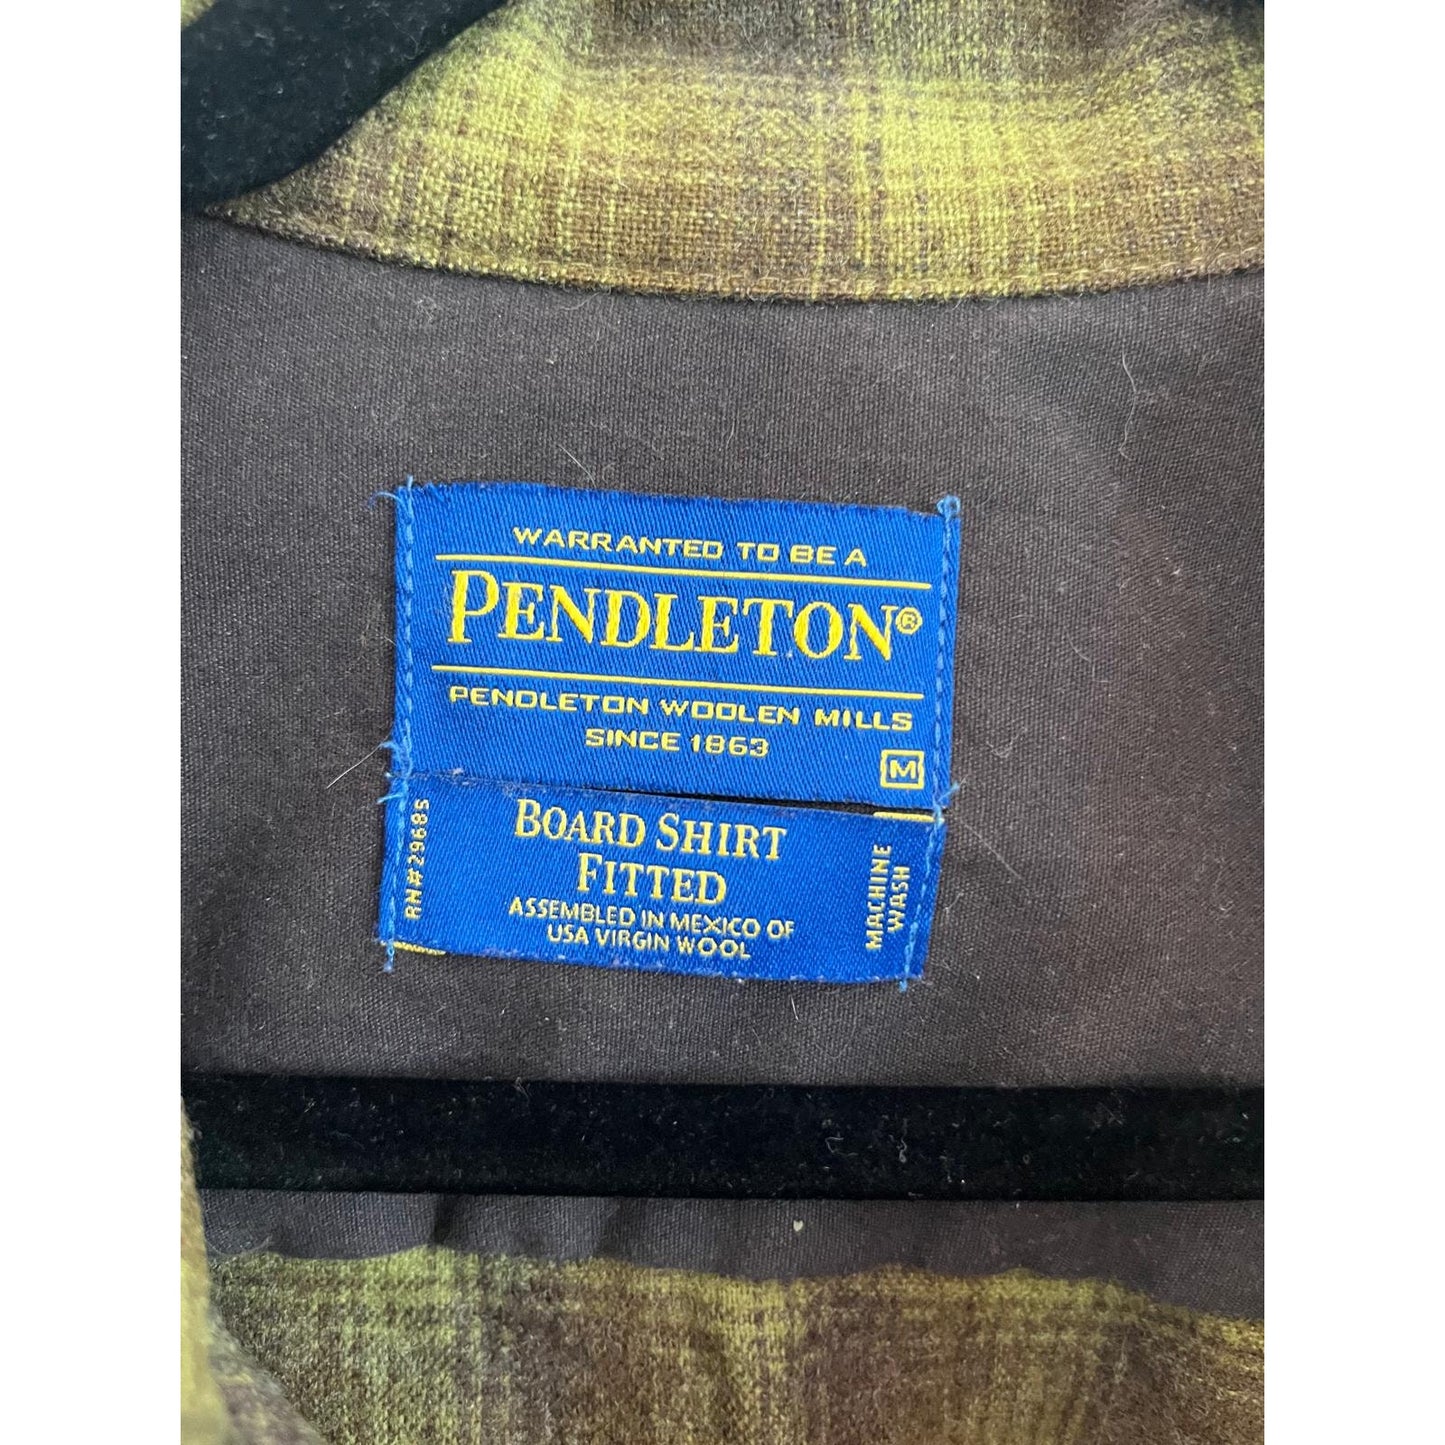 WARRANTED TO BE A
PENDLETON®
PENDLETON WOOLEN MILLS
SINCE 1863
M
RN#29685
BOARD SHIRT
FITTED
ASSEMBLED IN MEXICO OF
USA VIRGIN WOOL
MACHINE
WASH